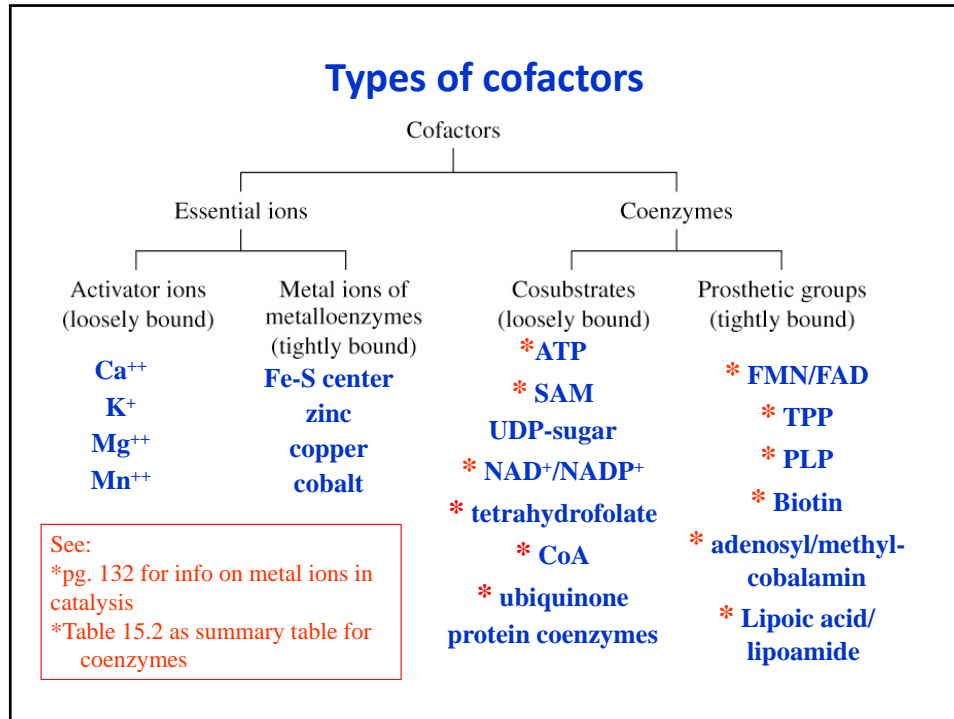 Types of cofactors
Cofactors
Essential ions
Coenzymes
Activator ions
(loosely bound)
Ca⁺⁺
K⁺
Mg⁺⁺
Mn⁺⁺
Metal ions of
metalloenzymes
(tightly bound)
Fe-S center
zinc
copper
cobalt
Cosubstrates
(loosely bound)
*ATP
* SAM
UDP-sugar
* NAD⁺/NADP⁺
* tetrahydrofolate
* CoA
* ubiquinone
protein coenzymes
Prosthetic groups
(tightly bound)
* FMN/FAD
* TPP
* PLP
* Biotin
* adenosyl/methyl-
cobalamin
* Lipoic acid/
lipoamide
See:
*pg. 132 for info on metal ions in
catalysis
*Table 15.2 as summary table for
coenzymes